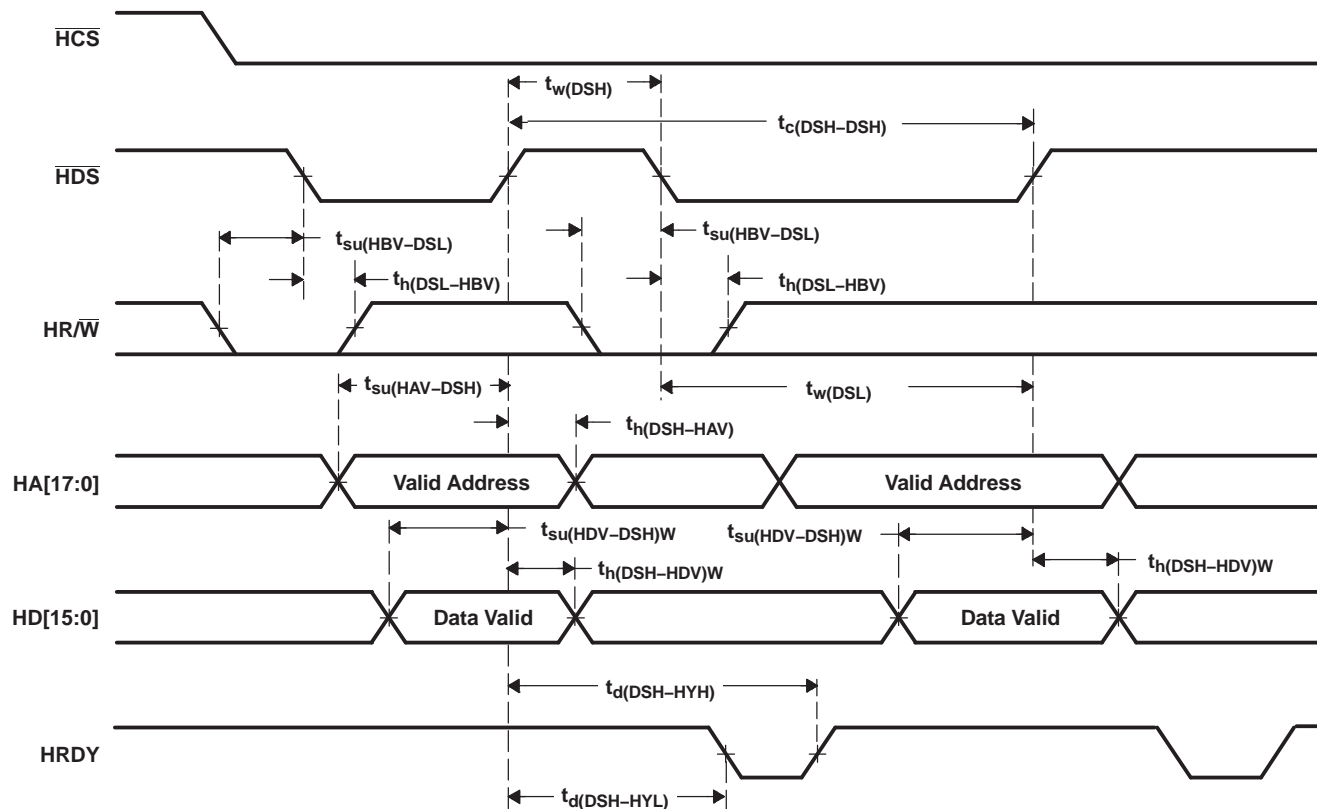 H̅C̅S̅
tw(DSH)
tc(DSH–DSH)
H̅D̅S̅
tsu(HBV–DSL)
tsu(HBV–DSL)
th(DSL–HBV)
th(DSL–HBV)
HR/W̅
tsu(HAV–DSH)
tw(DSL)
th(DSH–HAV)
HA[17:0]
Valid Address
Valid Address
tsu(HDV–DSH)W
tsu(HDV–DSH)W
th(DSH–HDV)W
th(DSH–HDV)W
HD[15:0]
Data Valid
Data Valid
td(DSH–HYH)
HRDY
td(DSH–HYL)